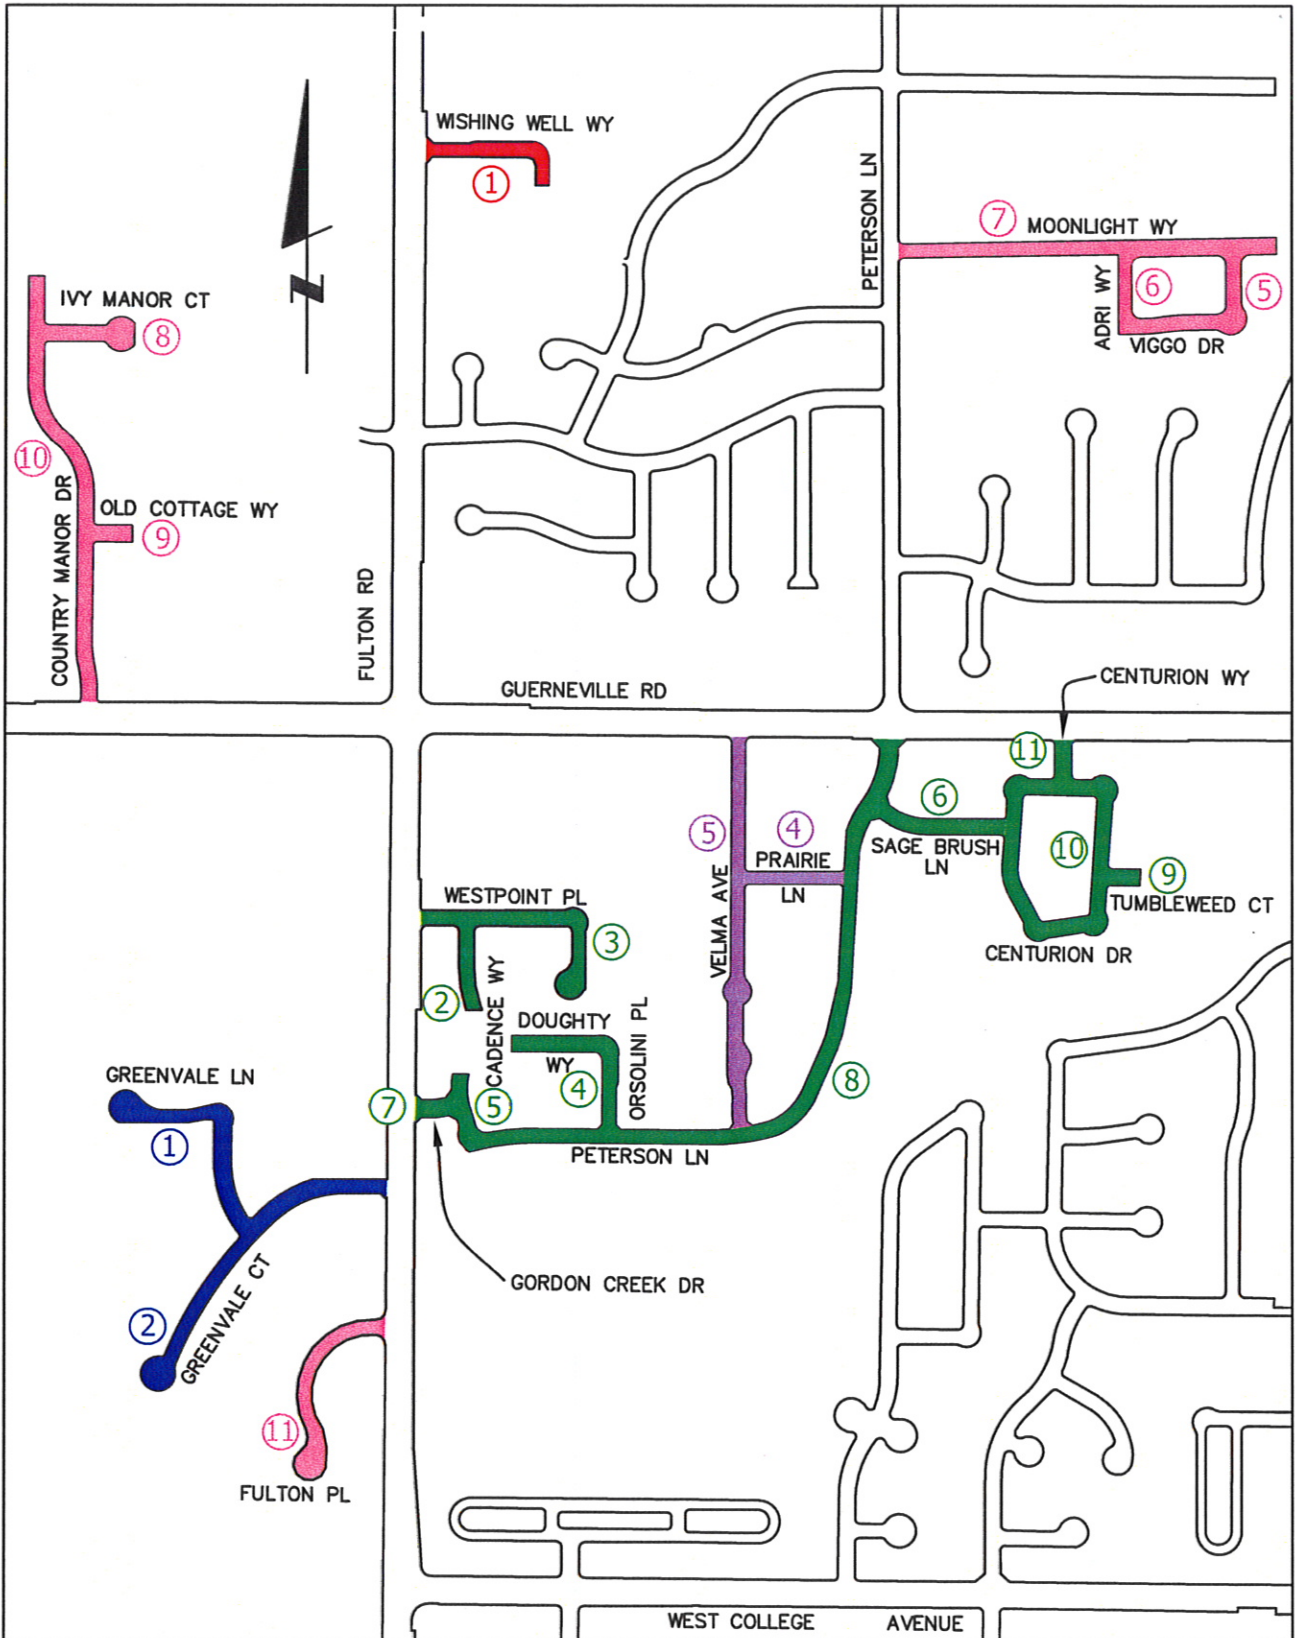 WISHING WELL WY
1
PETERSON LN
7
MOONLIGHT WY
ADRI WY
6
5
VIGGO DR
N
IVY MANOR CT
8
10
OLD COTTAGE WY
9
COUNTRY MANOR DR
FULTON RD
GUERNEVILLE RD
CENTURION WY
11
6
5
4
PRAIRIE
LN
SAGE BRUSH
LN
10
9
TUMBLEWEED CT
CENTURION DR
VELMA AVE
WESTPOINT PL
3
2
CADENCE WY
DOUGHTY
WY
4
ORSOLINI PL
8
GREENVALE LN
1
7
5
PETERSON LN
GORDON CREEK DR
2
GREENVALE CT
11
FULTON PL
WEST COLLEGE AVENUE